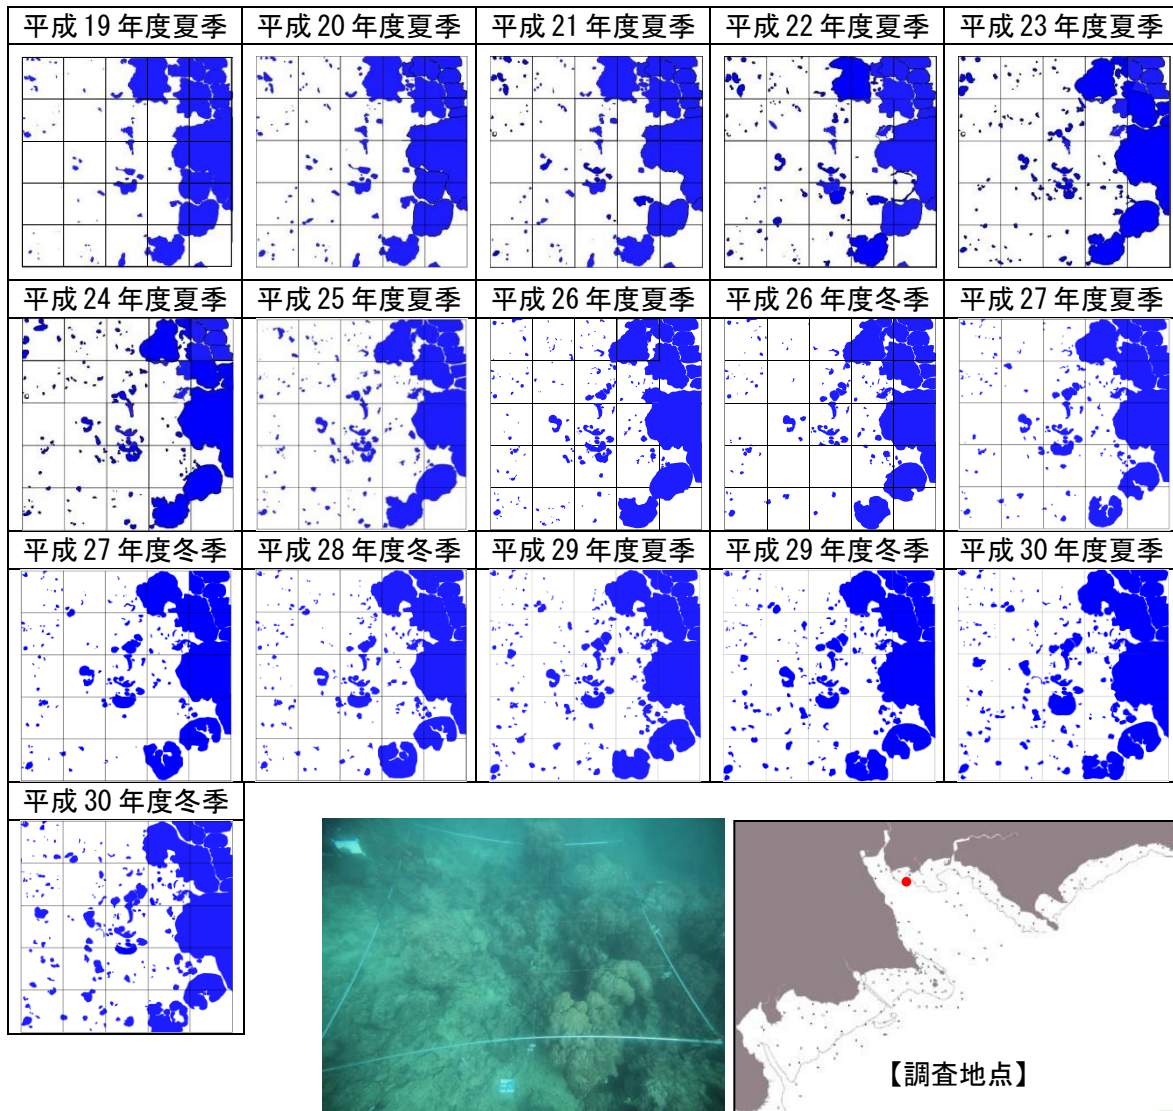 平成 19 年度夏季
平成 20 年度夏季
平成 21 年度夏季
平成 22 年度夏季
平成 23 年度夏季
平成 24 年度夏季
平成 25 年度夏季
平成 26 年度夏季
平成 26 年度冬季
平成 27 年度夏季
平成 27 年度冬季
平成 28 年度冬季
平成 29 年度夏季
平成 29 年度冬季
平成 30 年度夏季
平成 30 年度冬季
【調査地点】